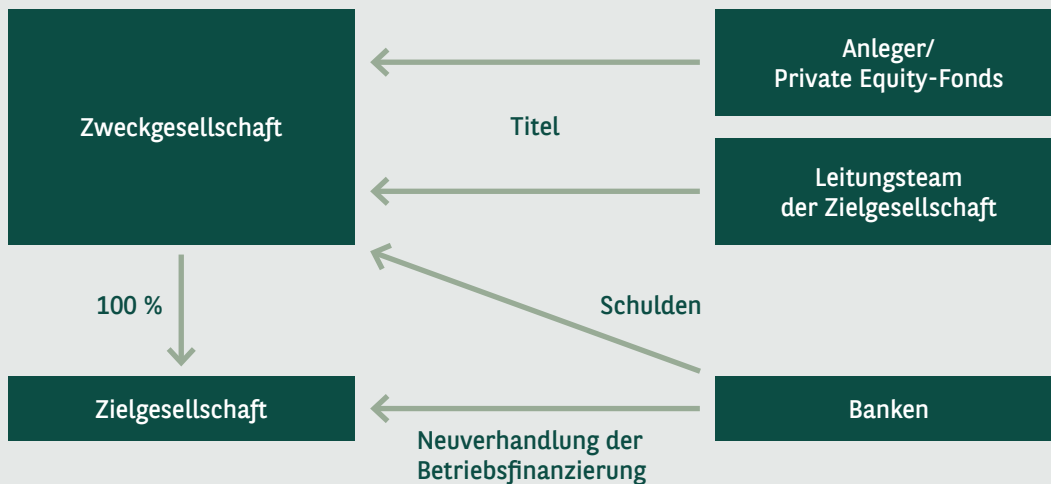 Anleger/
Private Equity-Fonds
Zweckgesellschaft
Titel
Leitungsteam
der Zielgesellschaft
100 %
Schulden
Zielgesellschaft
Banken
Neuverhandlung der
Betriebsfinanzierung